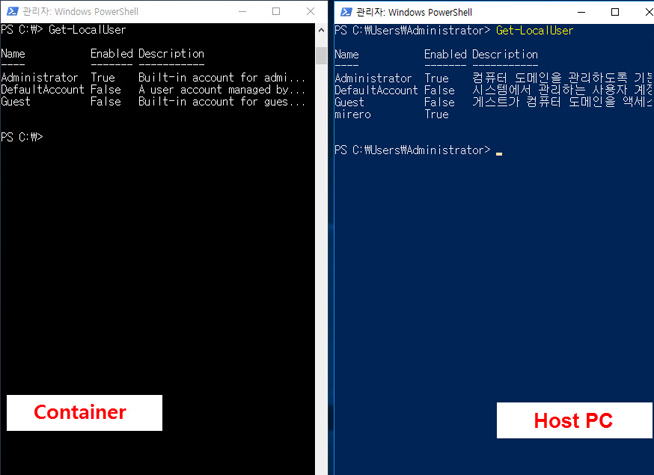 관리자: Windows PowerShell
PS C:\> Get-LocalUser
Name Enabled Description
---- ------- -----------
Administrator True Built-in account for admi...
DefaultAccount False A user account managed by...
Guest False Built-in account for gues...
PS C:\>
Container
관리자: Windows PowerShell
PS C:\Users\Administrator> Get-LocalUser
Name Enabled Description
---- ------- -----------
Administrator True 컴퓨터 도메인을 관리하도록
DefaultAccount False 시스템에서 관리하는 사용자
Guest False 게스트가 컴퓨터 도메인을
mirero True
PS C:\Users\Administrator>
Host PC